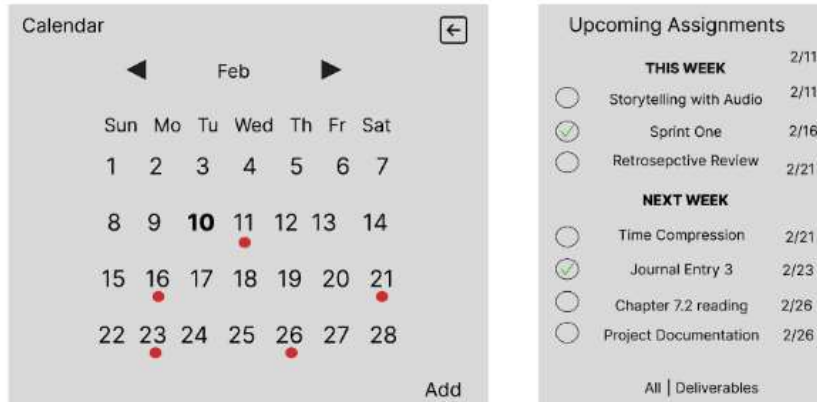 Calendar
Feb
Sun Mo Tu Wed Th Fr Sat
1 2 3 4 5 6 7
8 9 10 11 12 13 14
15 16 17 18 19 20 21
22 23 24 25 26 27 28
Add
Upcoming Assignments
2/11
THIS WEEK
Storytelling with Audio 2/11
Sprint One 2/16
Retrosepctive Review 2/21
NEXT WEEK
Time Compression 2/21
Journal Entry 3 2/23
Chapter 7.2 reading 2/26
Project Documentation 2/26
All | Deliverables